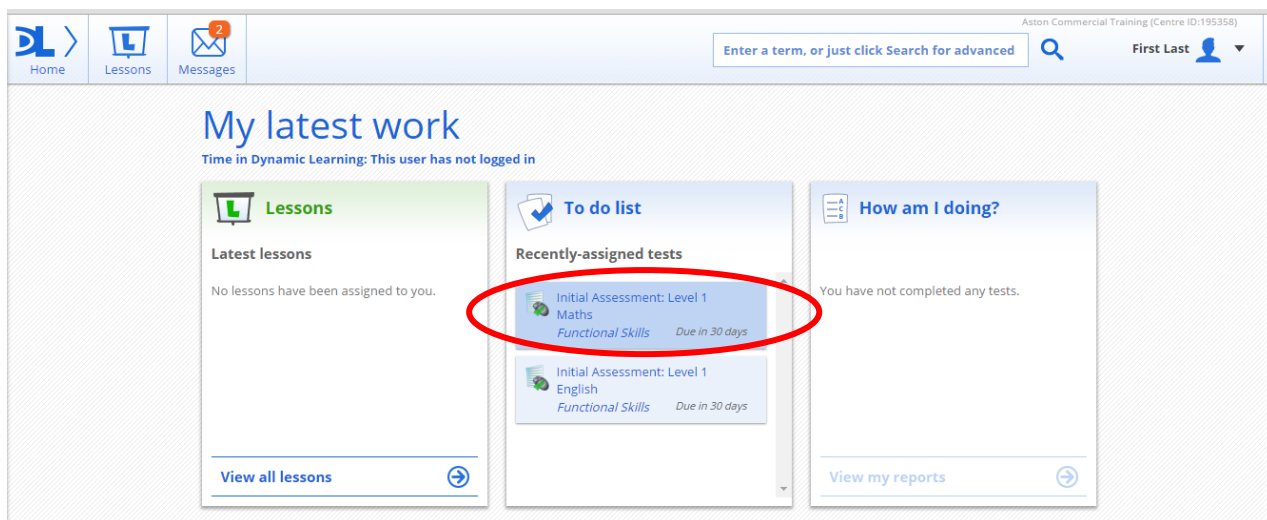 Aston Commercial Training (Centre ID:195358)
DL
Home
L
Lessons
2
Messages
Enter a term, or just click Search for advanced
First Last
My latest work
Time in Dynamic Learning: This user has not logged in
L
Lessons
Latest lessons
No lessons have been assigned to you.
View all lessons
To do list
Recently-assigned tests
Initial Assessment: Level 1
Maths
Functional Skills Due in 30 days
Initial Assessment: Level 1
English
Functional Skills Due in 30 days
A
C
B
How am I doing?
You have not completed any tests.
View my reports